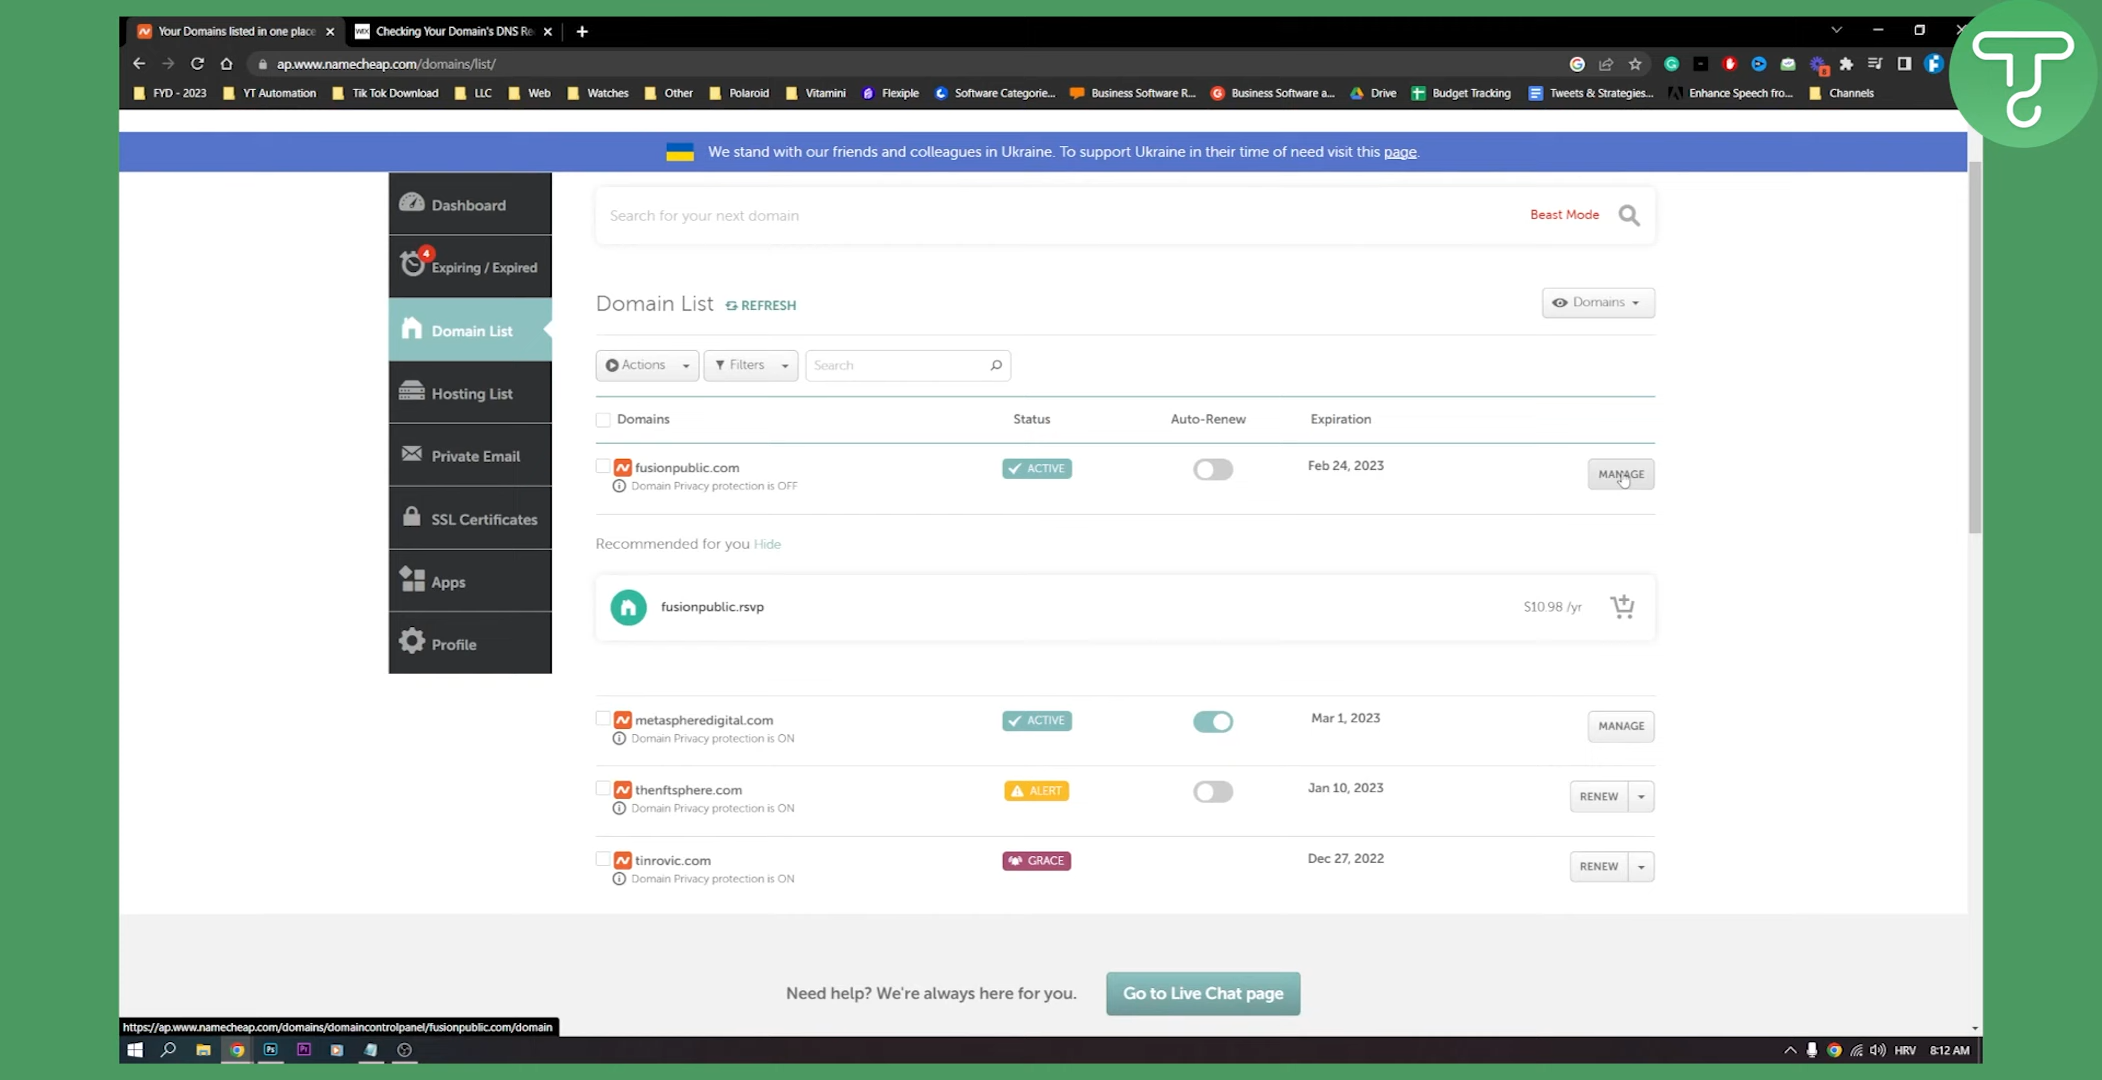 Your Domains listed in one place
Checking Your Domain's DNS Re
ap.www.namecheap.com/domains/list/
FYD - 2023
YT Automation
Tik Tok Download
LLC
Web
Watches
Other
Polaroid
Vitamini
Flexiple
Software Categorie...
Business Software R...
Business Software a...
Drive
Budget Tracking
Tweets & Strategies...
Enhance Speech fro...
Channels
We stand with our friends and colleagues in Ukraine. To support Ukraine in their time of need visit this page.
Dashboard
4
Expiring / Expired
Domain List
Hosting List
Private Email
SSL Certificates
Apps
Profile
Search for your next domain
Beast Mode
Domain List
REFRESH
Domains
Actions
Filters
Search
Domains Status Auto-Renew Expiration
fusionpublic.com ACTIVE Feb 24, 2023 MANAGE
Domain Privacy protection is OFF
Recommended for you Hide
fusionpublic.rsvp $10.98 /yr
metaspheredigital.com ACTIVE Mar 1, 2023 MANAGE
Domain Privacy protection is ON
thenftsphere.com ALERT Jan 10, 2023 RENEW
Domain Privacy protection is ON
tinrovic.com GRACE Dec 27, 2022 RENEW
Domain Privacy protection is ON
Need help? We're always here for you.
Go to Live Chat page
https://ap.www.namecheap.com/domains/domaincontrolpanel/fusionpublic.com/domain
Ps
Pr
HRV
8:12 AM